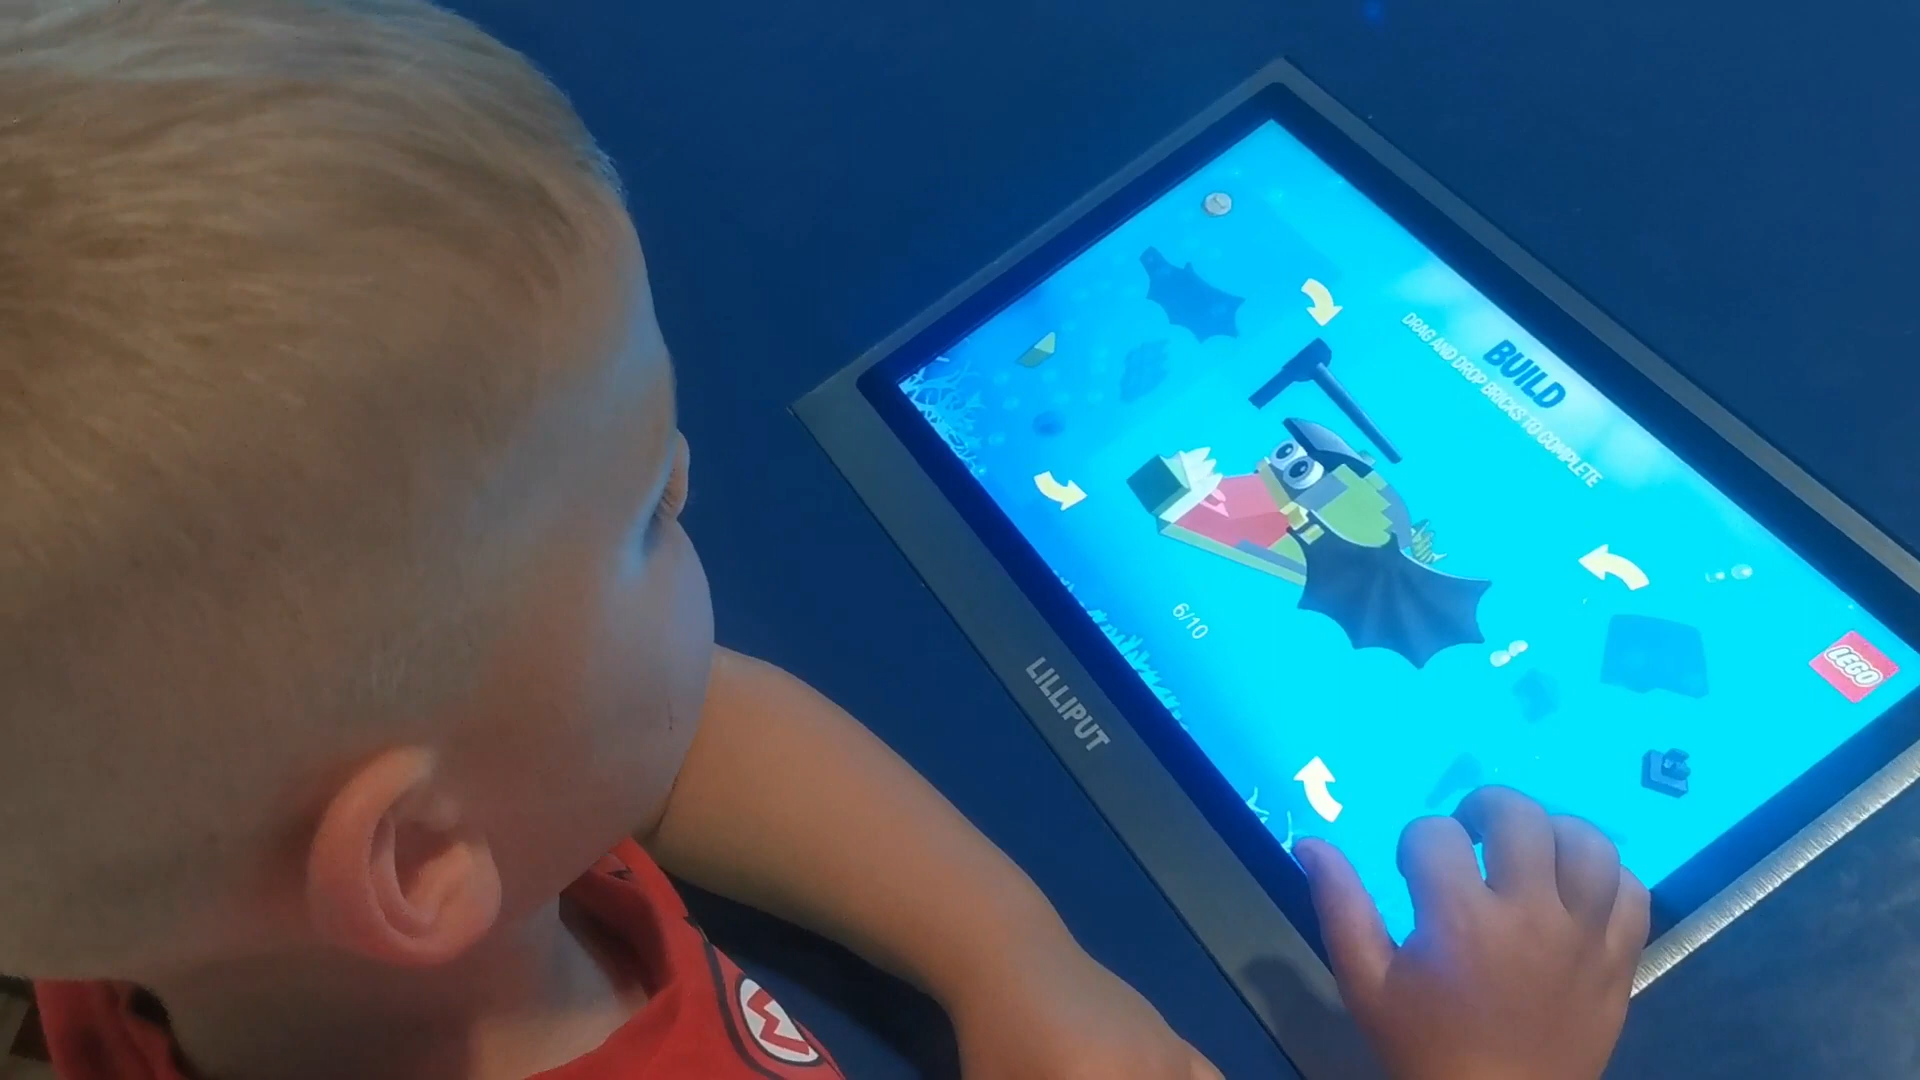 BUILD
DRAG AND DROP BRICKS TO COMPLETE
6/10
LEGO
LILLIPUT
M